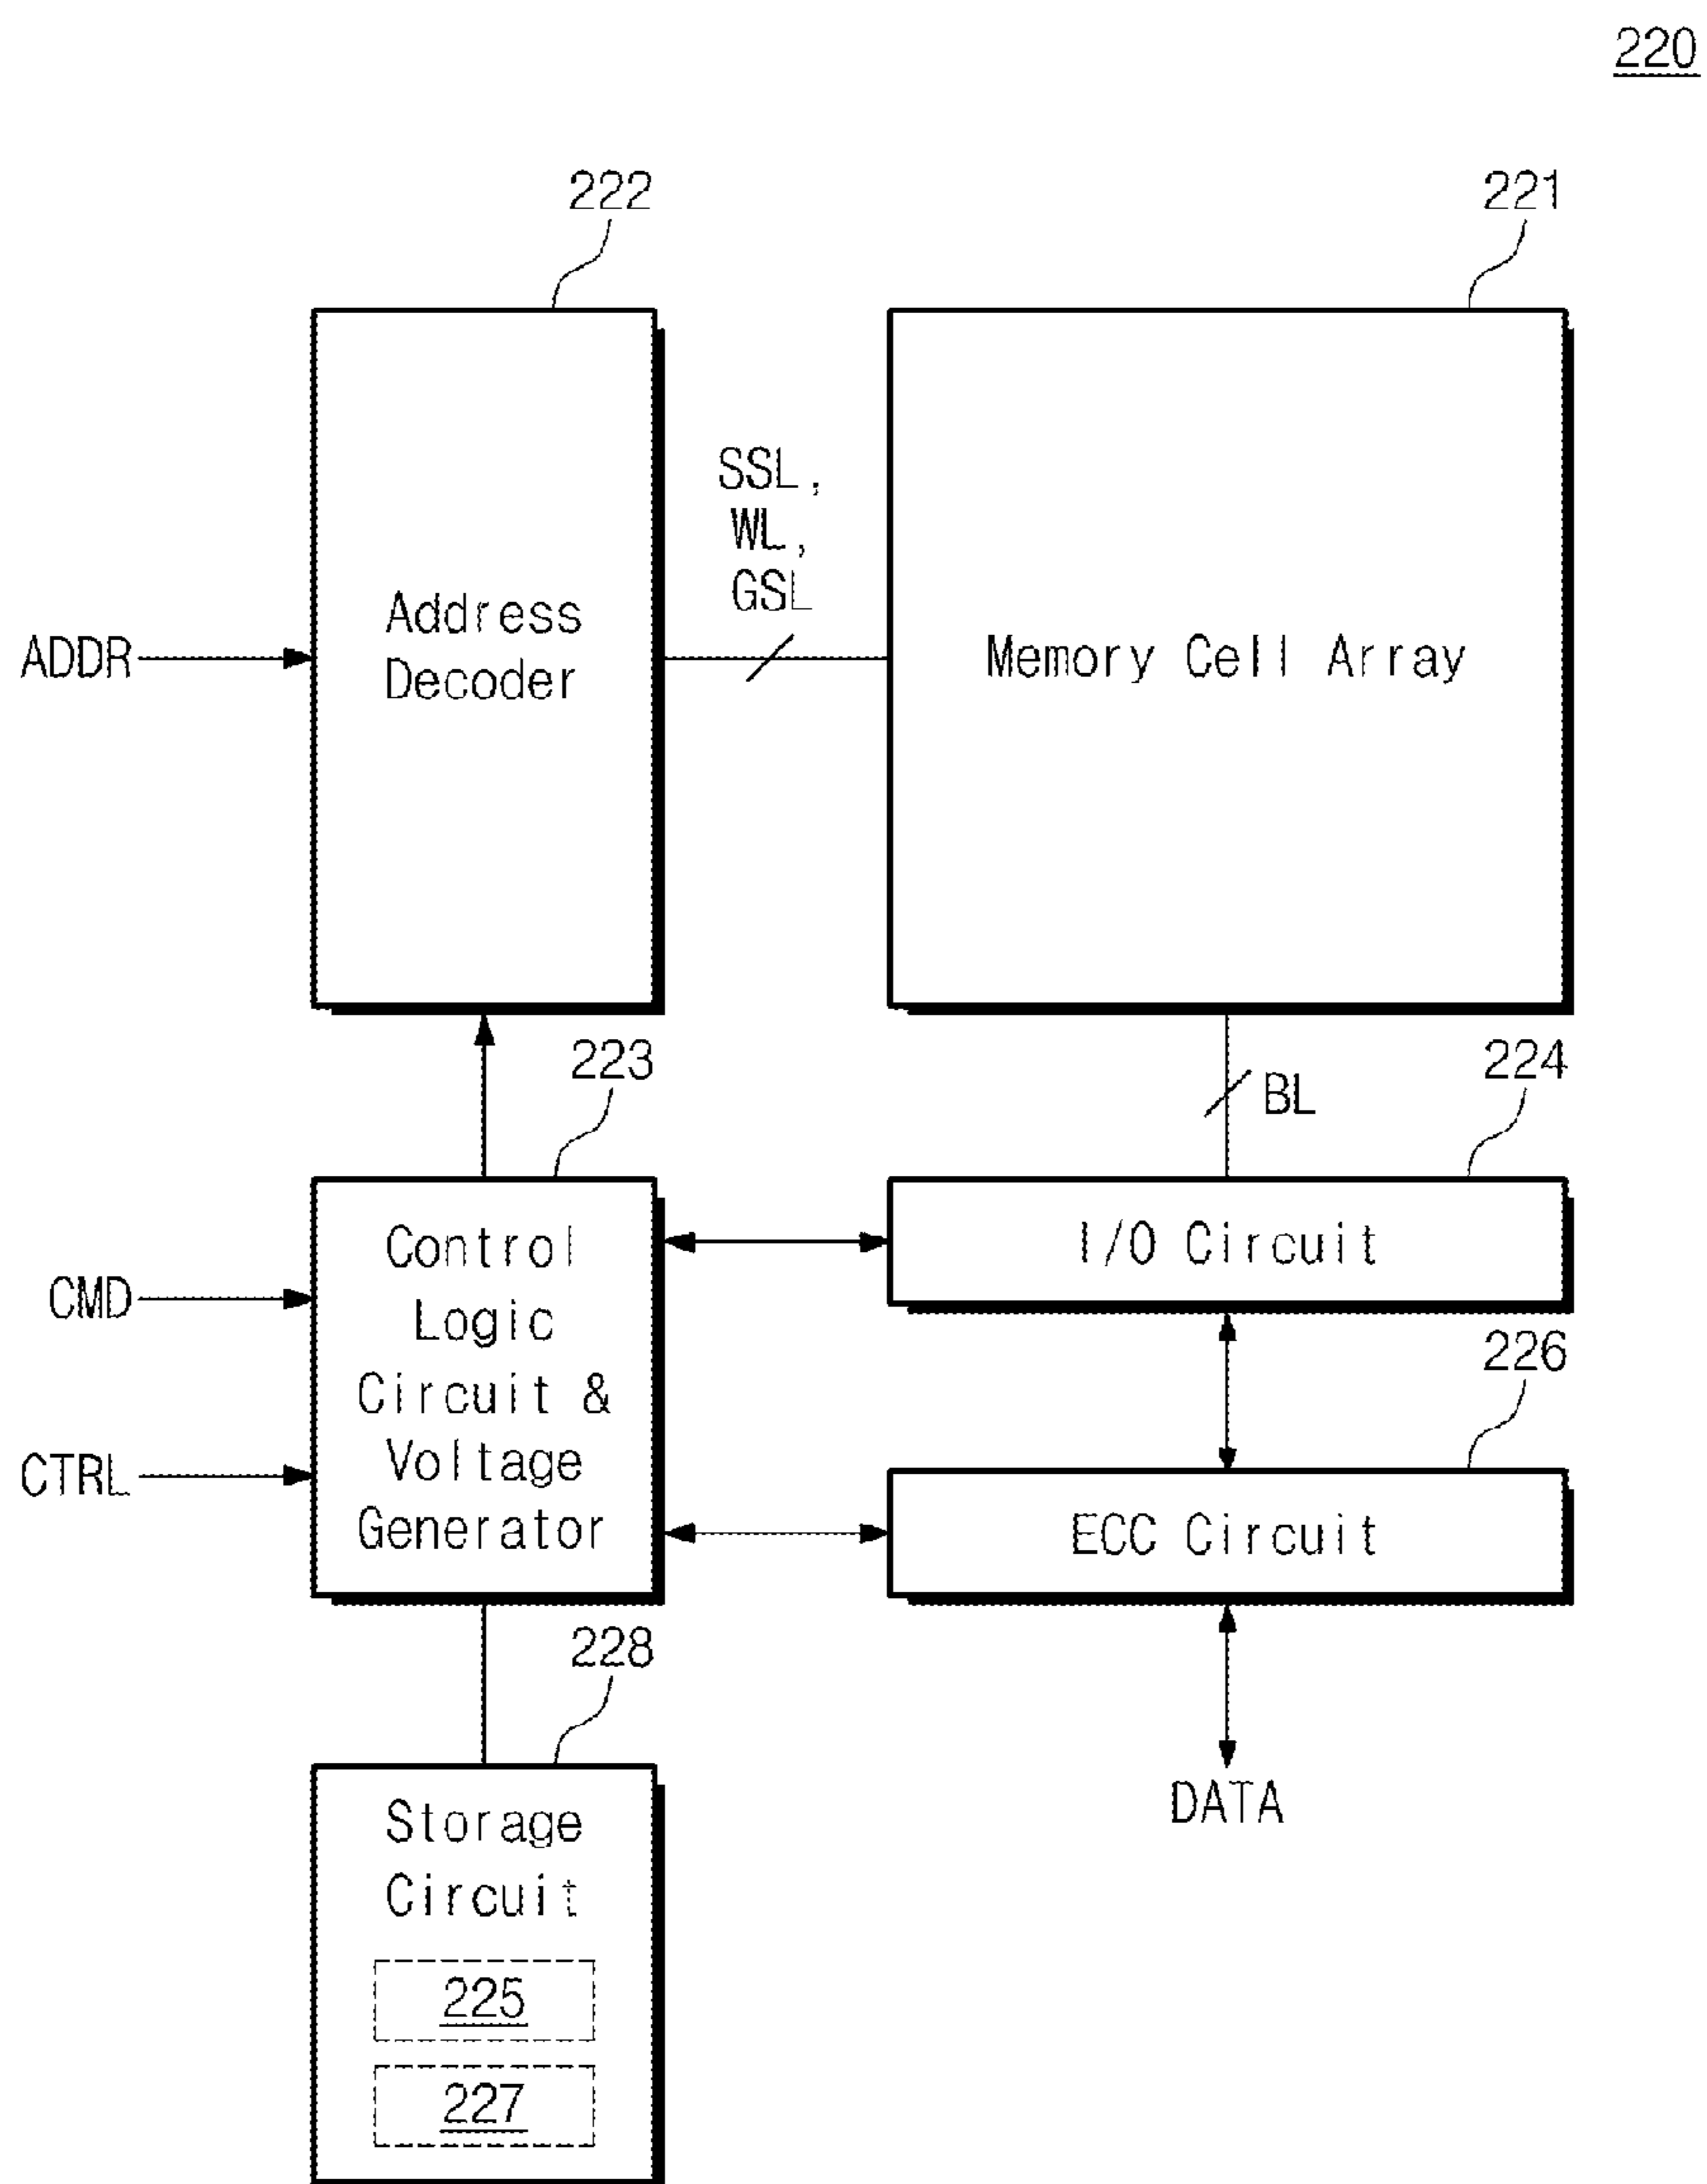 220
222
221
SSL,
WL,
GSL
Address
Decoder
ADDR
Memory Cell Array
223
BL
224
Control
Logic
Circuit &
Voltage
Generator
I/O Circuit
CMD
226
CTRL
ECC Circuit
228
DATA
Storage
Circuit
225
227